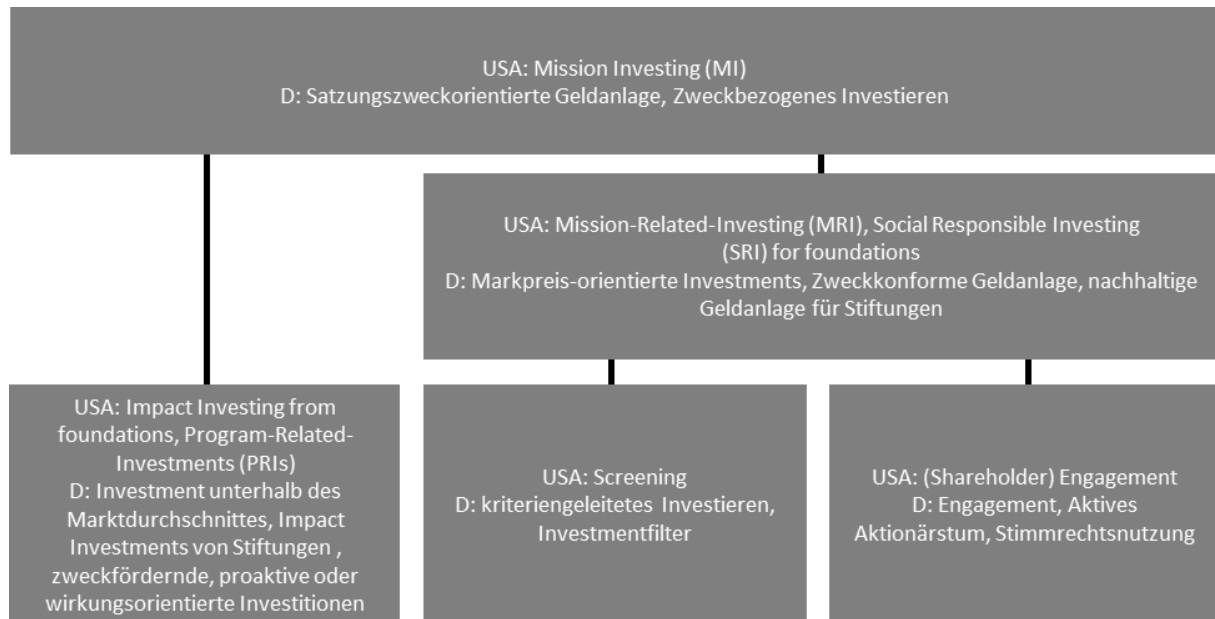 USA: Mission Investing (MI)
D: Satzungszweckorientierte Geldanlage, Zweckbezogenes Investieren
USA: Mission-Related-Investing (MRI), Social Responsible Investing
(SRI) for foundations
D: Markpreis-orientierte Investments, Zweckkonforme Geldanlage, nachhaltige
Geldanlage für Stiftungen
USA: Impact Investing from
foundations, Program-Related-
Investments (PRIs)
D: Investment unterhalb des
Marktdurchschnittes, Impact
Investments von Stiftungen ,
zweckfördernde, proaktive oder
wirkungsorientierte Investitionen
USA: Screening
D: kriteriengeleitetes Investieren,
Investmentfilter
USA: (Shareholder) Engagement
D: Engagement, Aktives
Aktionärstum, Stimmrechtsnutzung